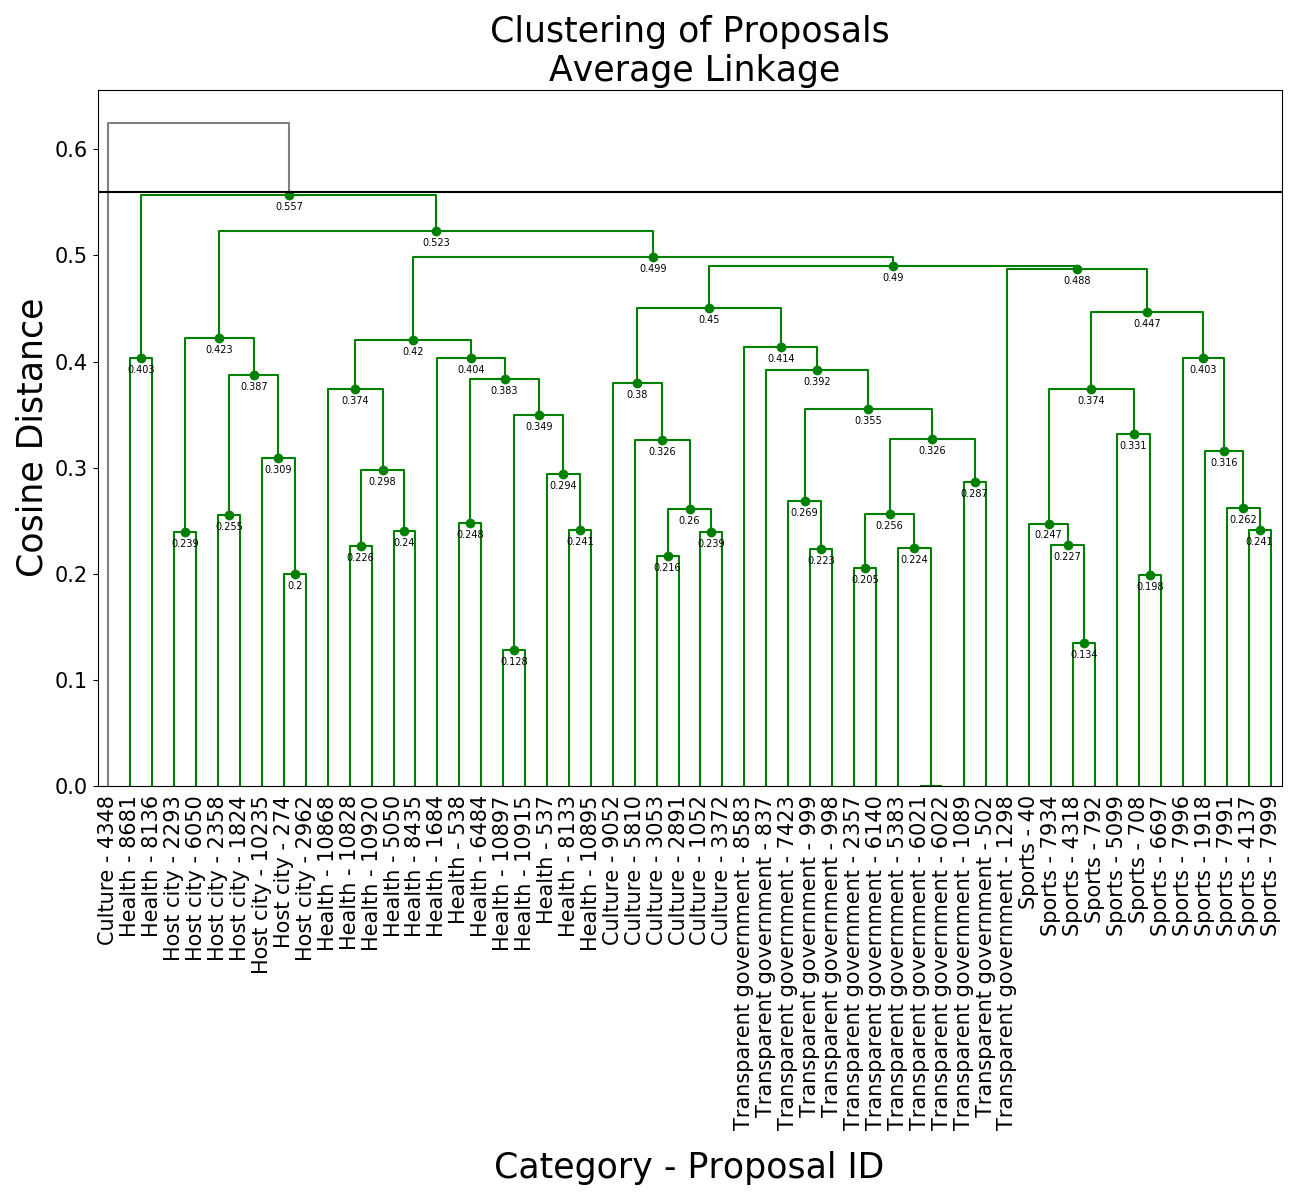 Clustering of Proposals
Average Linkage
Cosine Distance
0.6
0.5
0.4
0.3
0.2
0.1
0.0
0.557
0.523
0.499
0.49
0.488
0.45
0.447
0.423
0.42
0.414
0.403
0.404
0.403
0.387
0.383
0.38
0.392
0.374
0.374
0.355
0.349
0.326
0.326
0.331
0.309
0.316
0.298
0.294
0.287
0.269
0.26
0.262
0.255
0.256
0.248
0.247
0.239
0.24
0.241
0.239
0.241
0.226
0.223
0.224
0.227
0.216
0.205
0.2
0.198
0.128
0.134
Culture - 4348
Health - 8681
Health - 8136
Host city - 2293
Host city - 6050
Host city - 2358
Host city - 1824
Host city - 10235
Host city - 274
Host city - 2962
Health - 10868
Health - 10828
Health - 10920
Health - 5050
Health - 8435
Health - 1684
Health - 538
Health - 6484
Health - 10897
Health - 10915
Health - 537
Health - 8133
Health - 10895
Culture - 9052
Culture - 5810
Culture - 3053
Culture - 2891
Culture - 1052
Culture - 3372
Transparent government - 8583
Transparent government - 837
Transparent government - 7423
Transparent government - 999
Transparent government - 998
Transparent government - 2357
Transparent government - 6140
Transparent government - 5383
Transparent government - 6021
Transparent government - 6022
Transparent government - 1089
Transparent government - 502
Transparent government - 1298
Sports - 40
Sports - 7934
Sports - 4318
Sports - 792
Sports - 5099
Sports - 708
Sports - 6697
Sports - 7996
Sports - 1918
Sports - 7991
Sports - 4137
Sports - 7999
Category - Proposal ID